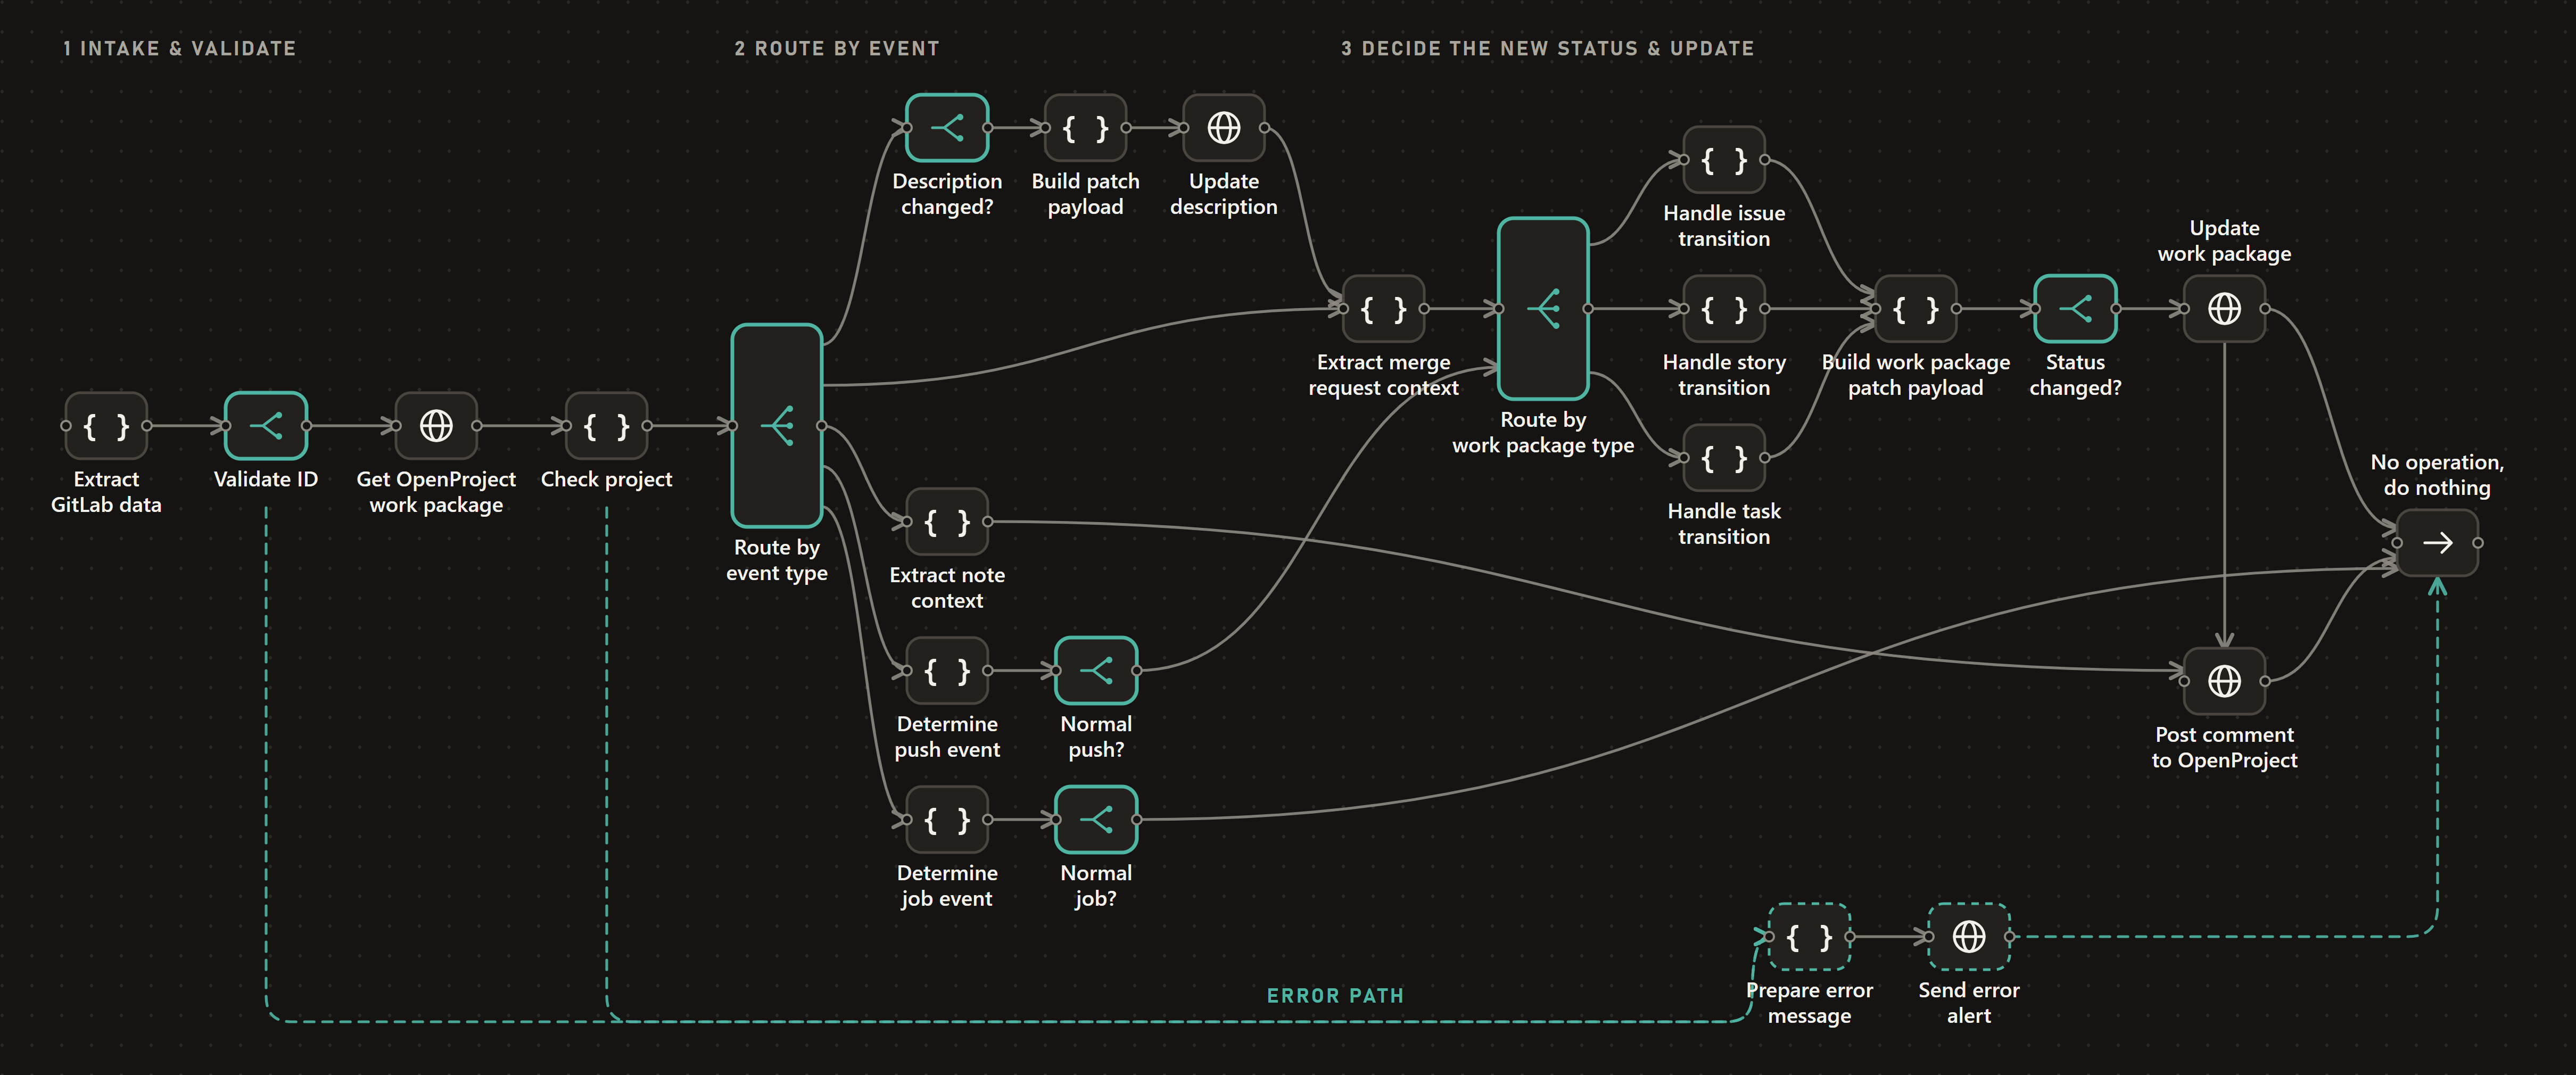 1 INTAKE & VALIDATE
2 ROUTE BY EVENT
3 DECIDE THE NEW STATUS & UPDATE
Extract
GitLab data
Validate ID
Get OpenProject
work package
Check project
Route by
event type
{ }
Description
changed?
{ }
Build patch
payload
Update
description
Extract note
context
Determine
push event
Normal
push?
Determine
job event
Normal
job?
Extract merge
request context
Route by
work package type
Handle issue
transition
Handle story
transition
Handle task
transition
Build work package
patch payload
Status
changed?
Update
work package
No operation,
do nothing
Post comment
to OpenProject
ERROR PATH
Prepare error
message
Send error
alert